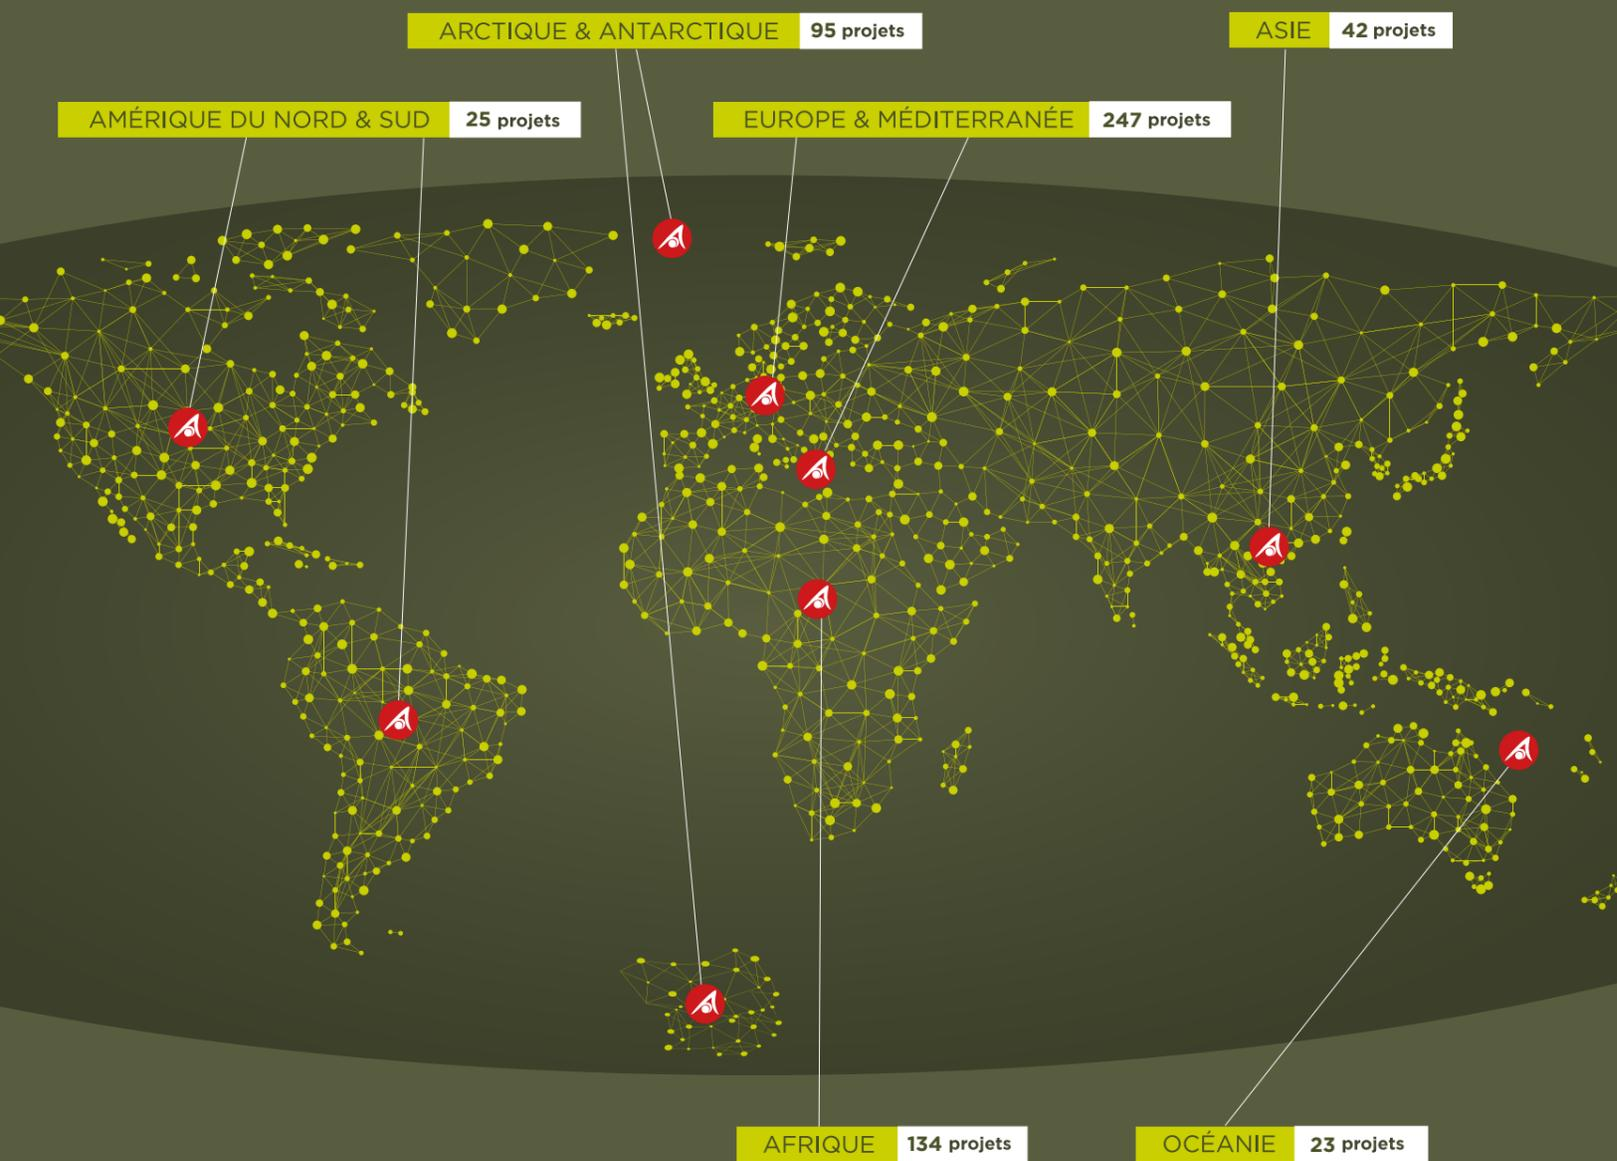 ARCTIQUE & ANTARCTIQUE 95 projets
ASIE 42 projets
AMÉRIQUE DU NORD & SUD 25 projets
EUROPE & MÉDITERRANÉE 247 projets
AFRIQUE 134 projets
OCÉANIE 23 projets